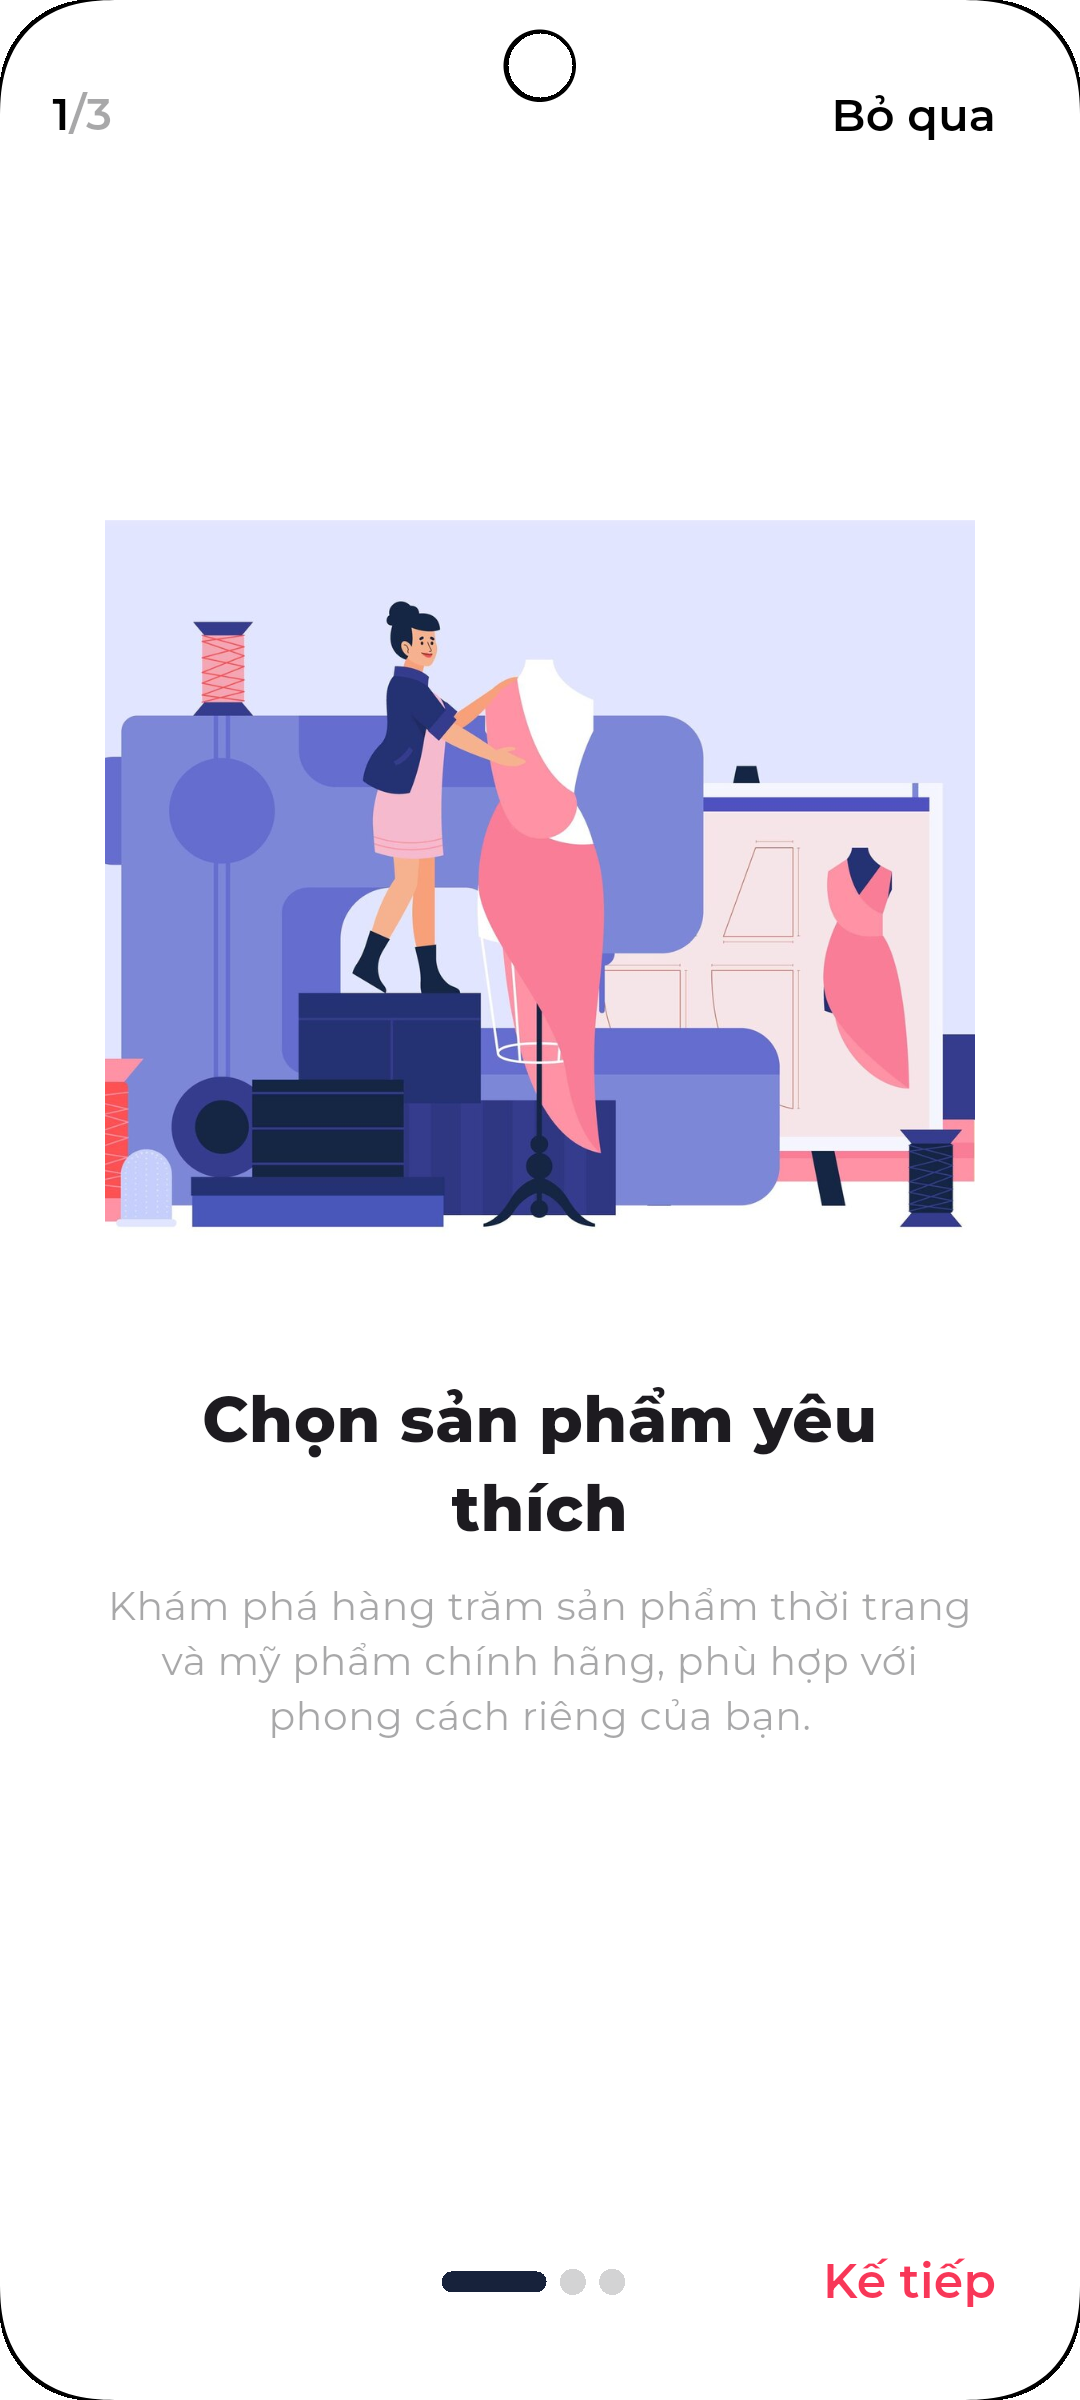 1/3
Bỏ qua
Chọn sản phẩm yêu
thích
Khám phá hàng trăm sản phẩm thời trang
và mỹ phẩm chính hãng, phù hợp với
phong cách riêng của bạn.
Kế tiếp